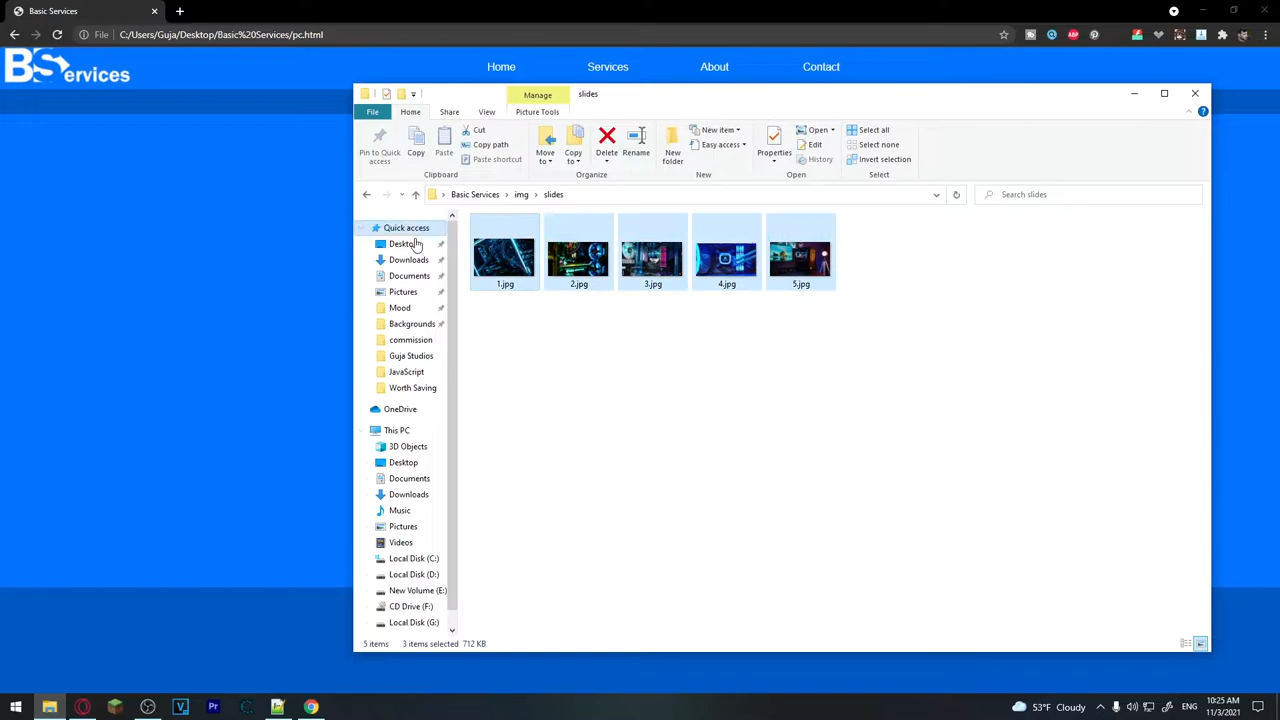 Basic Services
File C:/Users/Guja/Desktop/Basic%20Services/pc.html
BServices
Home Services About Contact
Manage slides
File Home Share View Picture Tools
Pin to Quick access
Copy
Paste
Cut
Copy path
Paste shortcut
Clipboard
Move to
Copy to
Delete
Rename
Organize
New folder
New item
Easy access
New
Properties
Open
Edit
History
Open
Select all
Select none
Invert selection
Select
Basic Services > img > slides
Search slides
Quick access
Desktop
Downloads
Documents
Pictures
Mood
Backgrounds
commission
Guja Studios
JavaScript
Worth Saving
OneDrive
This PC
3D Objects
Desktop
Documents
Downloads
Music
Pictures
Videos
Local Disk (C:)
Local Disk (D:)
New Volume (E:)
CD Drive (F:)
Local Disk (G:)
1.jpg 2.jpg 3.jpg 4.jpg 5.jpg
5 items 3 items selected 712 KB
53°F Cloudy
10:25 AM
11/3/2021